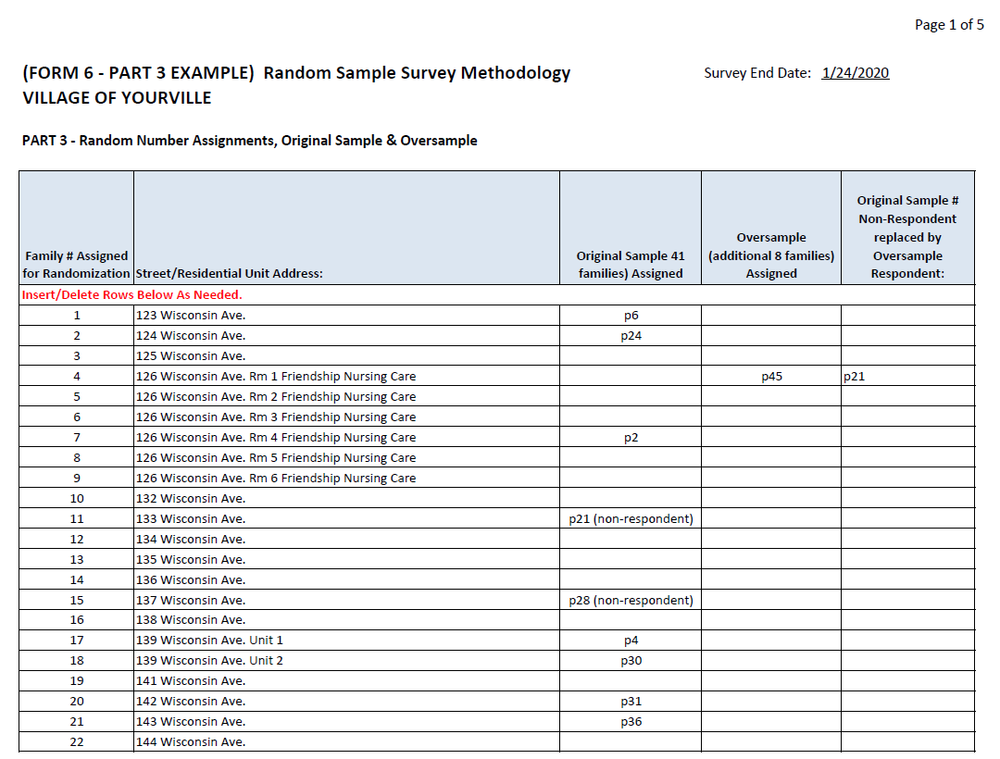 Page 1 of 5
(FORM 6 - PART 3 EXAMPLE)  Random Sample Survey Methodology
Survey End Date: 1/24/2020
VILLAGE OF YOURVILLE
PART 3 - Random Number Assignments, Original Sample & Oversample
Family # Assigned
for Randomization
Street/Residential Unit Address:
Original Sample 41
families) Assigned
Oversample
(additional 8 families)
Assigned
Original Sample #
Non-Respondent
replaced by
Oversample
Respondent:
Insert/Delete Rows Below As Needed.
1 123 Wisconsin Ave. p6
2 124 Wisconsin Ave. p24
3 125 Wisconsin Ave.
4 126 Wisconsin Ave. Rm 1 Friendship Nursing Care p45 p21
5 126 Wisconsin Ave. Rm 2 Friendship Nursing Care
6 126 Wisconsin Ave. Rm 3 Friendship Nursing Care
7 126 Wisconsin Ave. Rm 4 Friendship Nursing Care p2
8 126 Wisconsin Ave. Rm 5 Friendship Nursing Care
9 126 Wisconsin Ave. Rm 6 Friendship Nursing Care
10 132 Wisconsin Ave.
11 133 Wisconsin Ave. p21 (non-respondent)
12 134 Wisconsin Ave.
13 135 Wisconsin Ave.
14 136 Wisconsin Ave.
15 137 Wisconsin Ave. p28 (non-respondent)
16 138 Wisconsin Ave.
17 139 Wisconsin Ave. Unit 1 p4
18 139 Wisconsin Ave. Unit 2 p30
19 141 Wisconsin Ave.
20 142 Wisconsin Ave. p31
21 143 Wisconsin Ave. p36
22 144 Wisconsin Ave.